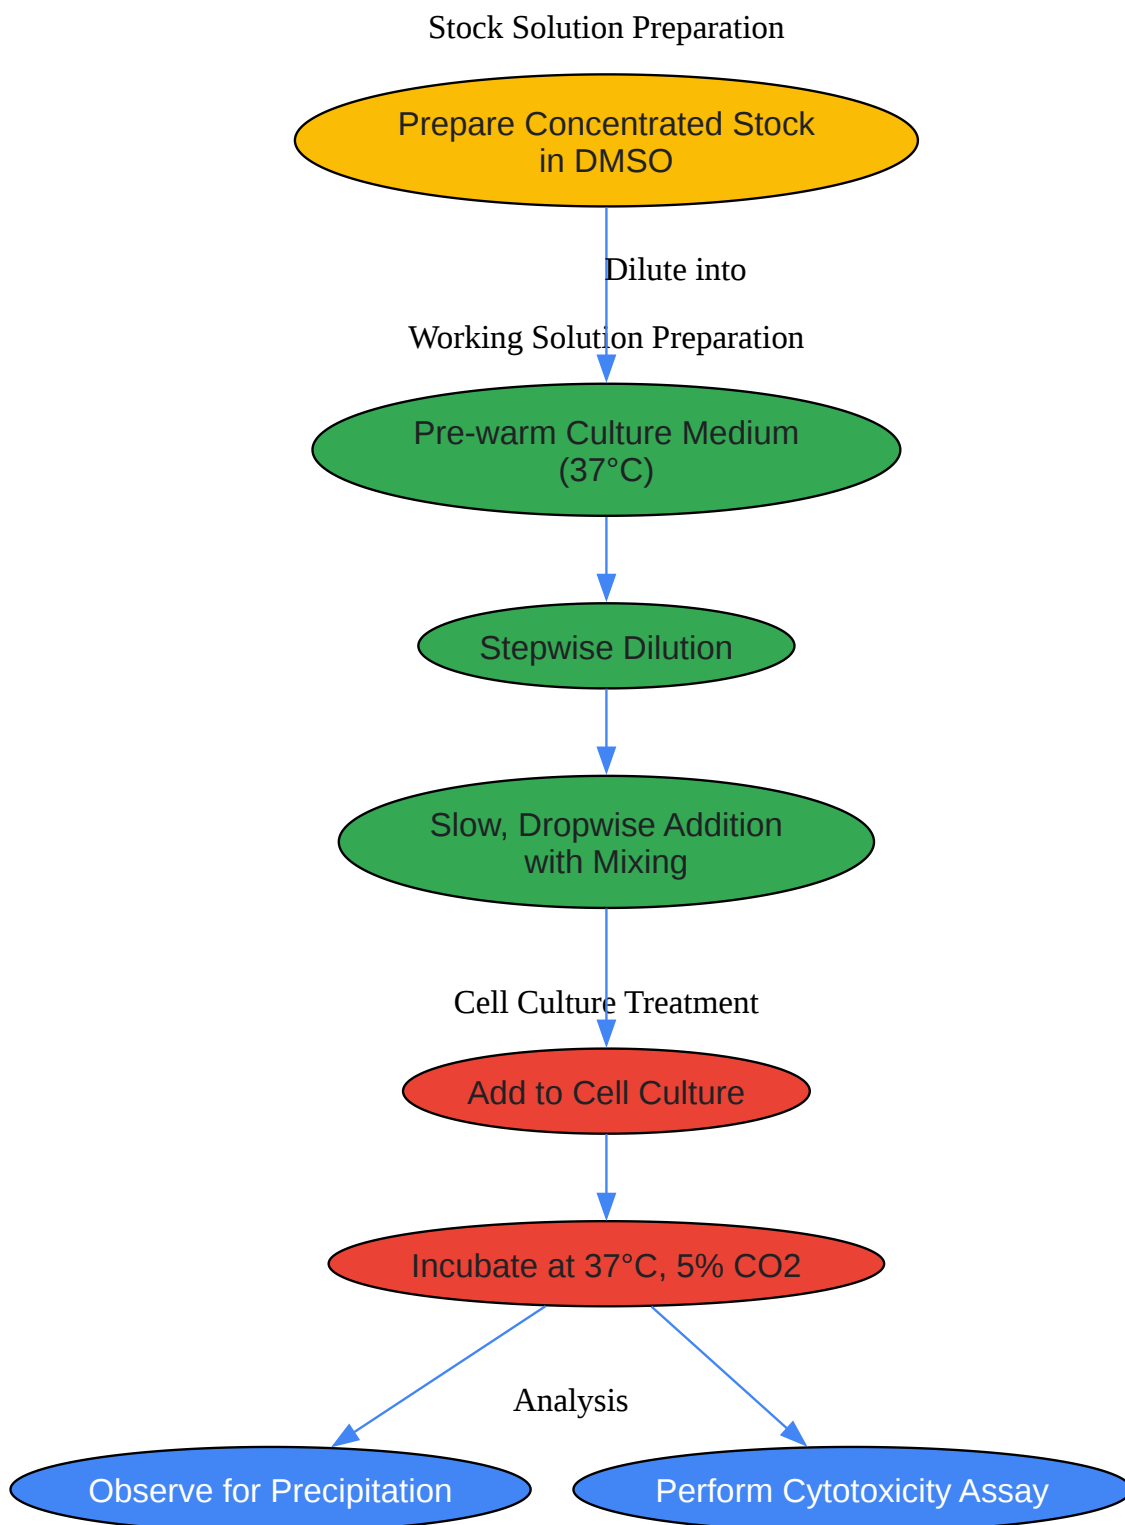 Stock Solution Preparation
Prepare Concentrated Stock
in DMSO
Dilute into
Working Solution Preparation
Pre-warm Culture Medium
(37°C)
Stepwise Dilution
Slow, Dropwise Addition
with Mixing
Cell Culture Treatment
Add to Cell Culture
Incubate at 37°C, 5% CO2
Analysis
Observe for Precipitation
Perform Cytotoxicity Assay